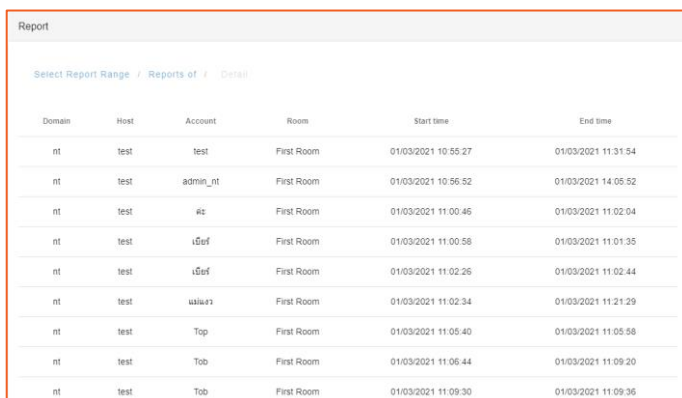 Report
Select Report Range / Reports of / Detail
Domain Host Account Room Start time End time
nt test test First Room 01/03/2021 10:55:27 01/03/2021 11:31:54
nt test admin_nt First Room 01/03/2021 10:56:52 01/03/2021 14:05:52
nt test ค่ะ First Room 01/03/2021 11:00:46 01/03/2021 11:02:04
nt test เบียร์ First Room 01/03/2021 11:00:58 01/03/2021 11:01:35
nt test เบียร์ First Room 01/03/2021 11:02:26 01/03/2021 11:02:44
nt test First Room 01/03/2021 11:02:34 01/03/2021 11:21:29
nt test Top First Room 01/03/2021 11:05:40 01/03/2021 11:05:58
nt test Tob First Room 01/03/2021 11:06:44 01/03/2021 11:09:20
nt test Tob First Room 01/03/2021 11:09:30 01/03/2021 11:09:36